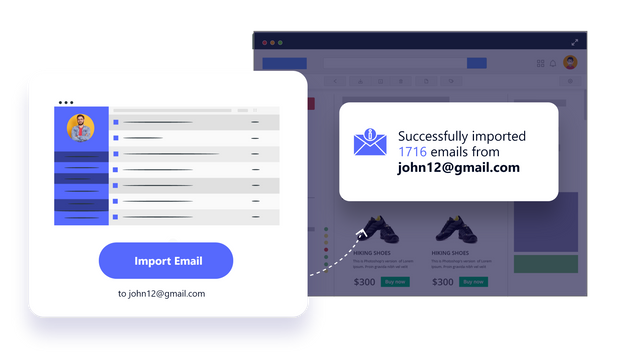 Import Email
to john12@gmail.com
Successfully imported
1716 emails from
john12@gmail.com
HIKING SHOES
$300
Buy now
HIKING SHOES
$300
Buy now